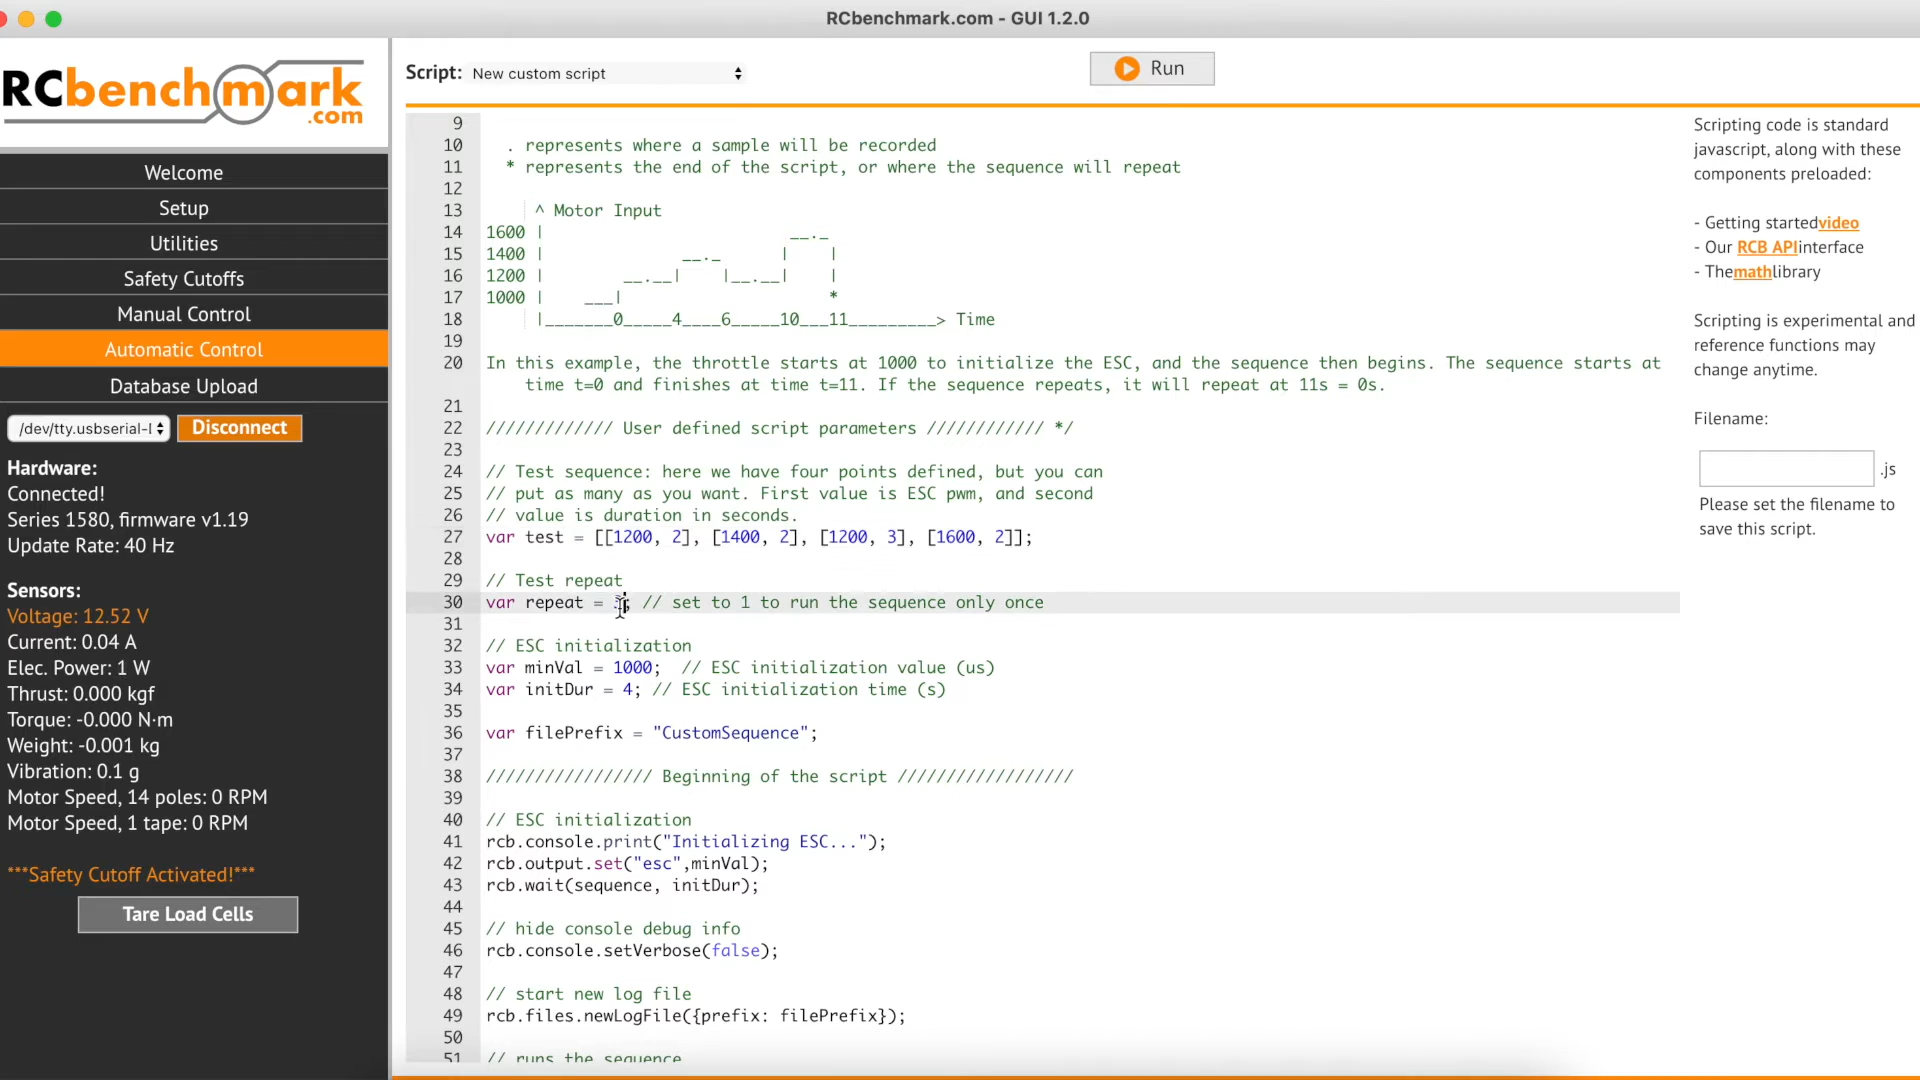 RCbenchmark.com - GUI 1.2.0
RCbenchmark
.com
Welcome
Setup
Utilities
Safety Cutoffs
Manual Control
Automatic Control
Database Upload
/dev/tty.usbserial-I
Disconnect
Hardware:
Connected!
Series 1580, firmware v1.19
Update Rate: 40 Hz
Sensors:
Voltage: 12.52 V
Current: 0.04 A
Elec. Power: 1 W
Thrust: 0.000 kgf
Torque: -0.000 N·m
Weight: -0.001 kg
Vibration: 0.1 g
Motor Speed, 14 poles: 0 RPM
Motor Speed, 1 tape: 0 RPM
***Safety Cutoff Activated!***
Tare Load Cells
Script: New custom script
Run
9
10 . represents where a sample will be recorded
11 * represents the end of the script, or where the sequence will repeat
12
13 ^ Motor Input
14 1600 | __._
15 1400 | __._ | |
16 1200 | __.__| |__.__| |
17 1000 | ___| *
18 |_______0_____4____6_____10___11_________> Time
19
20 In this example, the throttle starts at 1000 to initialize the ESC, and the sequence then begins. The sequence starts at
time t=0 and finishes at time t=11. If the sequence repeats, it will repeat at 11s = 0s.
21
22 ///////////// User defined script parameters //////////// */
23
24 // Test sequence: here we have four points defined, but you can
25 // put as many as you want. First value is ESC pwm, and second
26 // value is duration in seconds.
27 var test = [[1200, 2], [1400, 2], [1200, 3], [1600, 2]];
28
29 // Test repeat
30 var repeat = ; // set to 1 to run the sequence only once
31
32 // ESC initialization
33 var minVal = 1000;  // ESC initialization value (us)
34 var initDur = 4; // ESC initialization time (s)
35
36 var filePrefix = "CustomSequence";
37
38 ///////////////// Beginning of the script //////////////////
39
40 // ESC initialization
41 rcb.console.print("Initializing ESC...");
42 rcb.output.set("esc",minVal);
43 rcb.wait(sequence, initDur);
44
45 // hide console debug info
46 rcb.console.setVerbose(false);
47
48 // start new log file
49 rcb.files.newLogFile({prefix: filePrefix});
50
51 // runs the sequence
Scripting code is standard
javascript, along with these
components preloaded:
- Getting startedvideo
- Our RCB APIinterface
- Themathlibrary
Scripting is experimental and
reference functions may
change anytime.
Filename:
.js
Please set the filename to
save this script.